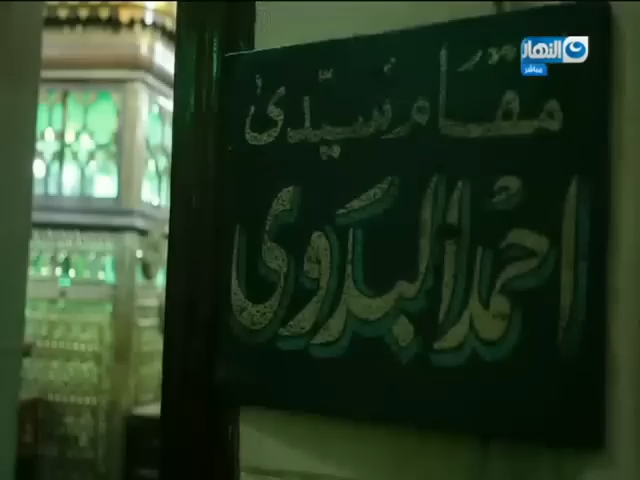 النهار
مباشر
مقام سيدى
احمد البدوى